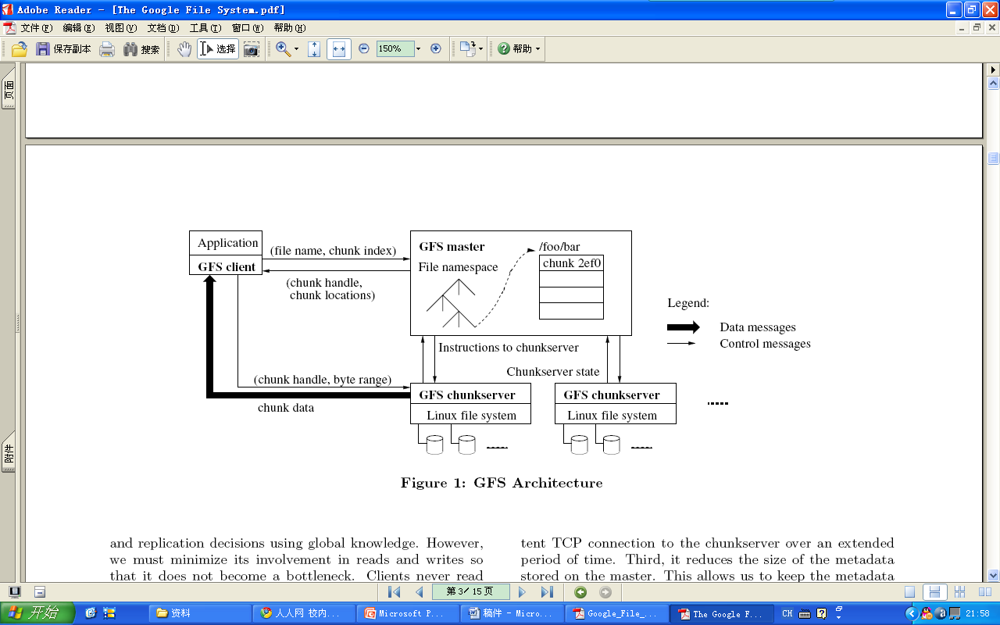 Adobe Reader - [The Google File System.pdf]
文件(F) 编辑(E) 视图(V) 文档(D) 工具(T) 窗口(W) 帮助(H)
保存副本 搜索 选择 150% 帮助
页面
附件
Application
GFS client
(file name, chunk index)
(chunk handle,
chunk locations)
GFS master
File namespace
/foo/bar
chunk 2ef0
Legend:
Data messages
Control messages
Instructions to chunkserver
Chunkserver state
(chunk handle, byte range)
chunk data
GFS chunkserver
Linux file system
GFS chunkserver
Linux file system
Figure 1: GFS Architecture
and replication decisions using global knowledge. However,
we must minimize its involvement in reads and writes so
that it does not become a bottleneck. Clients never read
tent TCP connection to the chunkserver over an extended
period of time. Third, it reduces the size of the metadata
stored on the master. This allows us to keep the metadata
第 3 / 15 页
开始 资料 人人网 校内... Microsoft P... 稿件 - Micro... Google_File_... The Google F... CH 21:58